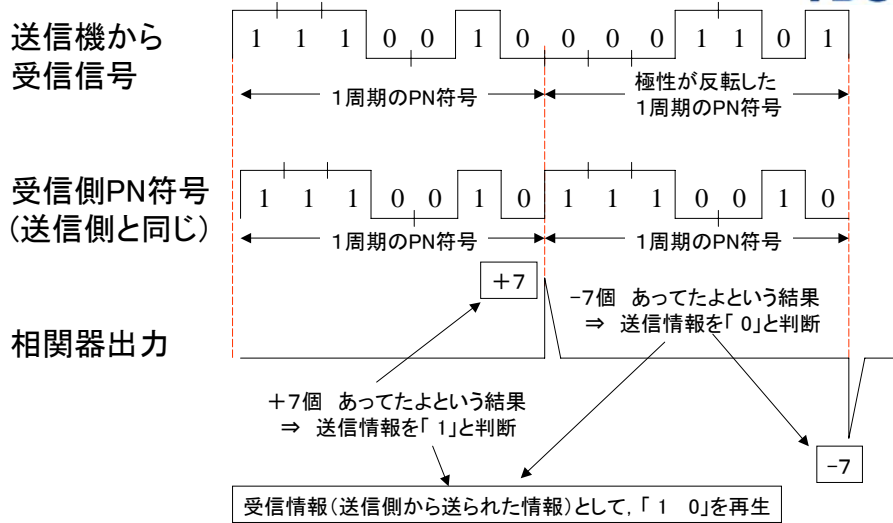 送信機から
受信信号
1 1 1 0 0 1 0 0 0 0 1 1 0 1
1周期のPN符号
極性が反転した
1周期のPN符号
受信側PN符号
(送信側と同じ)
1 1 1 0 0 1 0 1 1 1 0 0 1 0
1周期のPN符号
1周期のPN符号
+7
-7個 あってたよという結果
⇒ 送信情報を「0」と判断
相関器出力
+7個 あってたよという結果
⇒ 送信情報を「1」と判断
-7
受信情報(送信側から送られた情報)として,「1 0」を再生